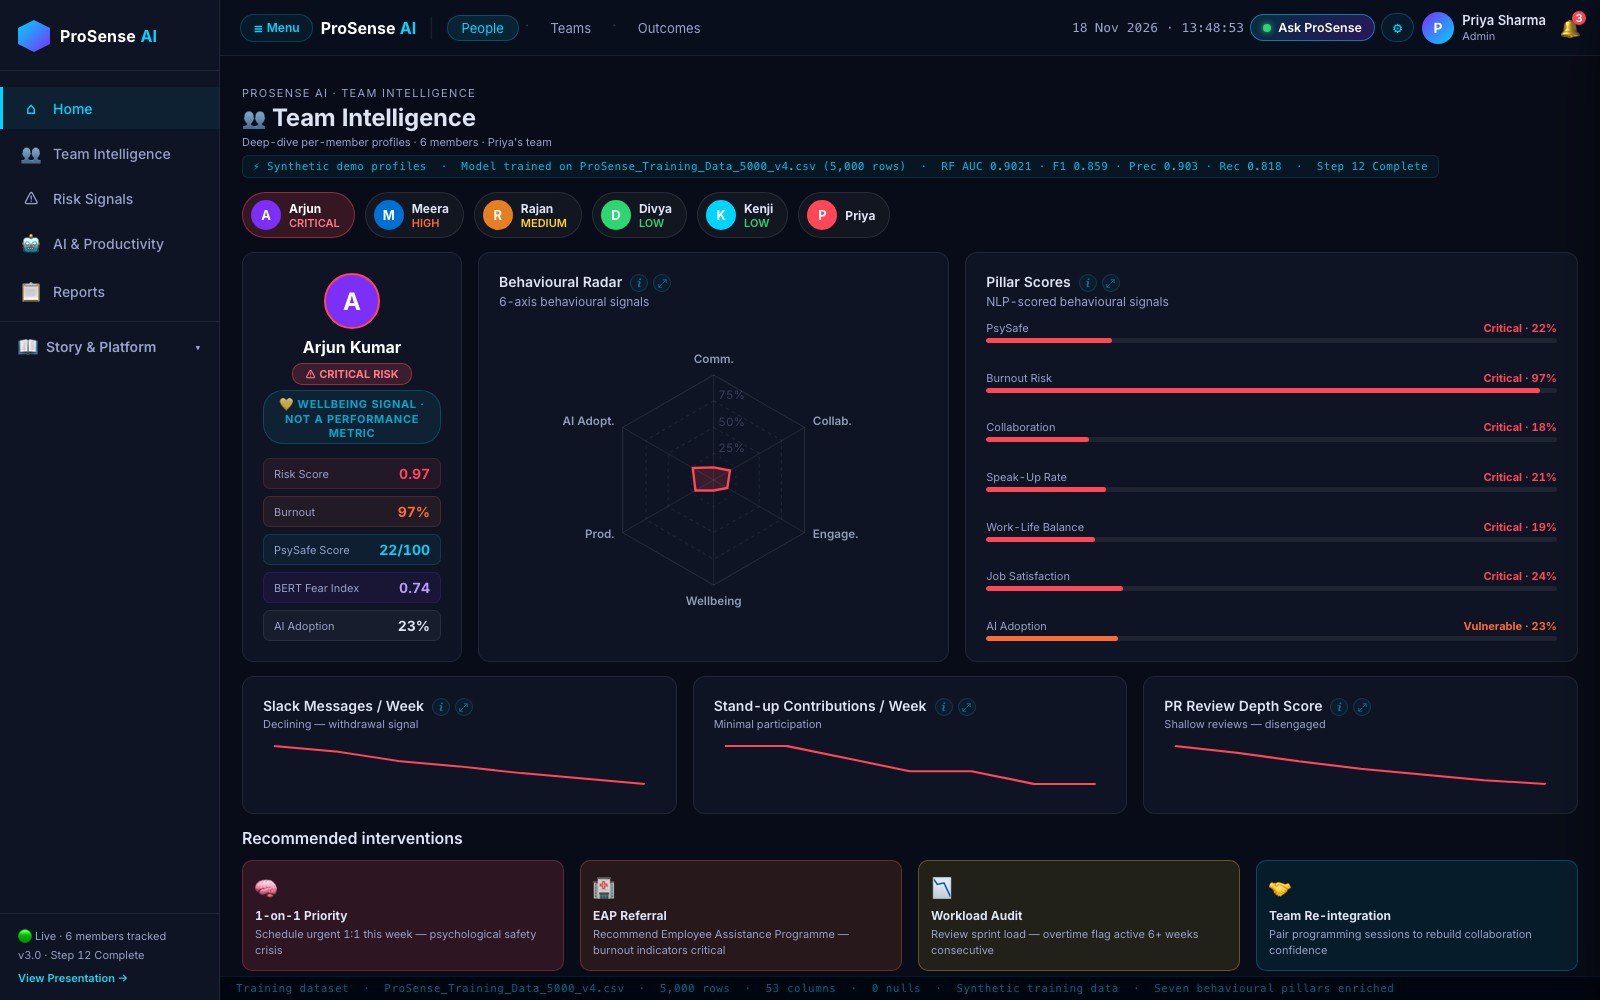 ProSense AI
Home
Team Intelligence
Risk Signals
AI & Productivity
Reports
Story & Platform
Live · 6 members tracked
v3.0 · Step 12 Complete
View Presentation →
≡ Menu
ProSense AI
People
Teams
Outcomes
18 Nov 2026 · 13:48:53
Ask ProSense
P
Priya Sharma
Admin
3
PROSENSE AI · TEAM INTELLIGENCE
Team Intelligence
Deep-dive per-member profiles · 6 members · Priya's team
⚡ Synthetic demo profiles · Model trained on ProSense_Training_Data_5000_v4.csv (5,000 rows) · RF AUC 0.9021 · F1 0.859 · Prec 0.903 · Rec 0.818 · Step 12 Complete
A
Arjun
CRITICAL
M
Meera
HIGH
R
Rajan
MEDIUM
D
Divya
LOW
K
Kenji
LOW
P
Priya
A
Arjun Kumar
⚠ CRITICAL RISK
💛 WELLBEING SIGNAL ·
NOT A PERFORMANCE
METRIC
Risk Score 0.97
Burnout 97%
PsySafe Score 22/100
BERT Fear Index 0.74
AI Adoption 23%
Behavioural Radar i
6-axis behavioural signals
Comm.
75%
AI Adopt.
50%
Collab.
25%
Prod.
Engage.
Wellbeing
Pillar Scores i
NLP-scored behavioural signals
PsySafe Critical · 22%
Burnout Risk Critical · 97%
Collaboration Critical · 18%
Speak-Up Rate Critical · 21%
Work-Life Balance Critical · 19%
Job Satisfaction Critical · 24%
AI Adoption Vulnerable · 23%
Slack Messages / Week i
Declining — withdrawal signal
Stand-up Contributions / Week i
Minimal participation
PR Review Depth Score i
Shallow reviews — disengaged
Recommended interventions
1-on-1 Priority
Schedule urgent 1:1 this week — psychological safety
crisis
EAP Referral
Recommend Employee Assistance Programme —
burnout indicators critical
Workload Audit
Review sprint load — overtime flag active 6+ weeks
consecutive
Team Re-integration
Pair programming sessions to rebuild collaboration
confidence
Training dataset · ProSense_Training_Data_5000_v4.csv · 5,000 rows · 53 columns · 0 nulls · Synthetic training data · Seven behavioural pillars enriched